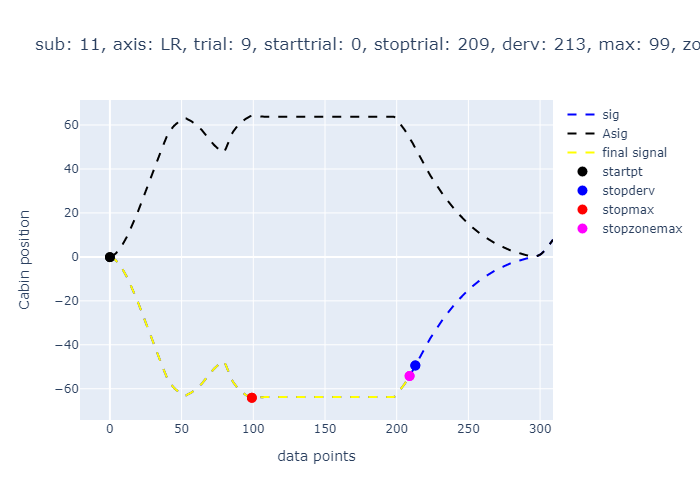 sub: 11, axis: LR, trial: 9, starttrial: 0, stoptrial: 209, derv: 213, max: 99, zo
60
40
20
0
−20
−40
−60
Cabin position
0
50
100
150
200
250
300
data points
sig
Asig
final signal
startpt
stopderv
stopmax
stopzonemax